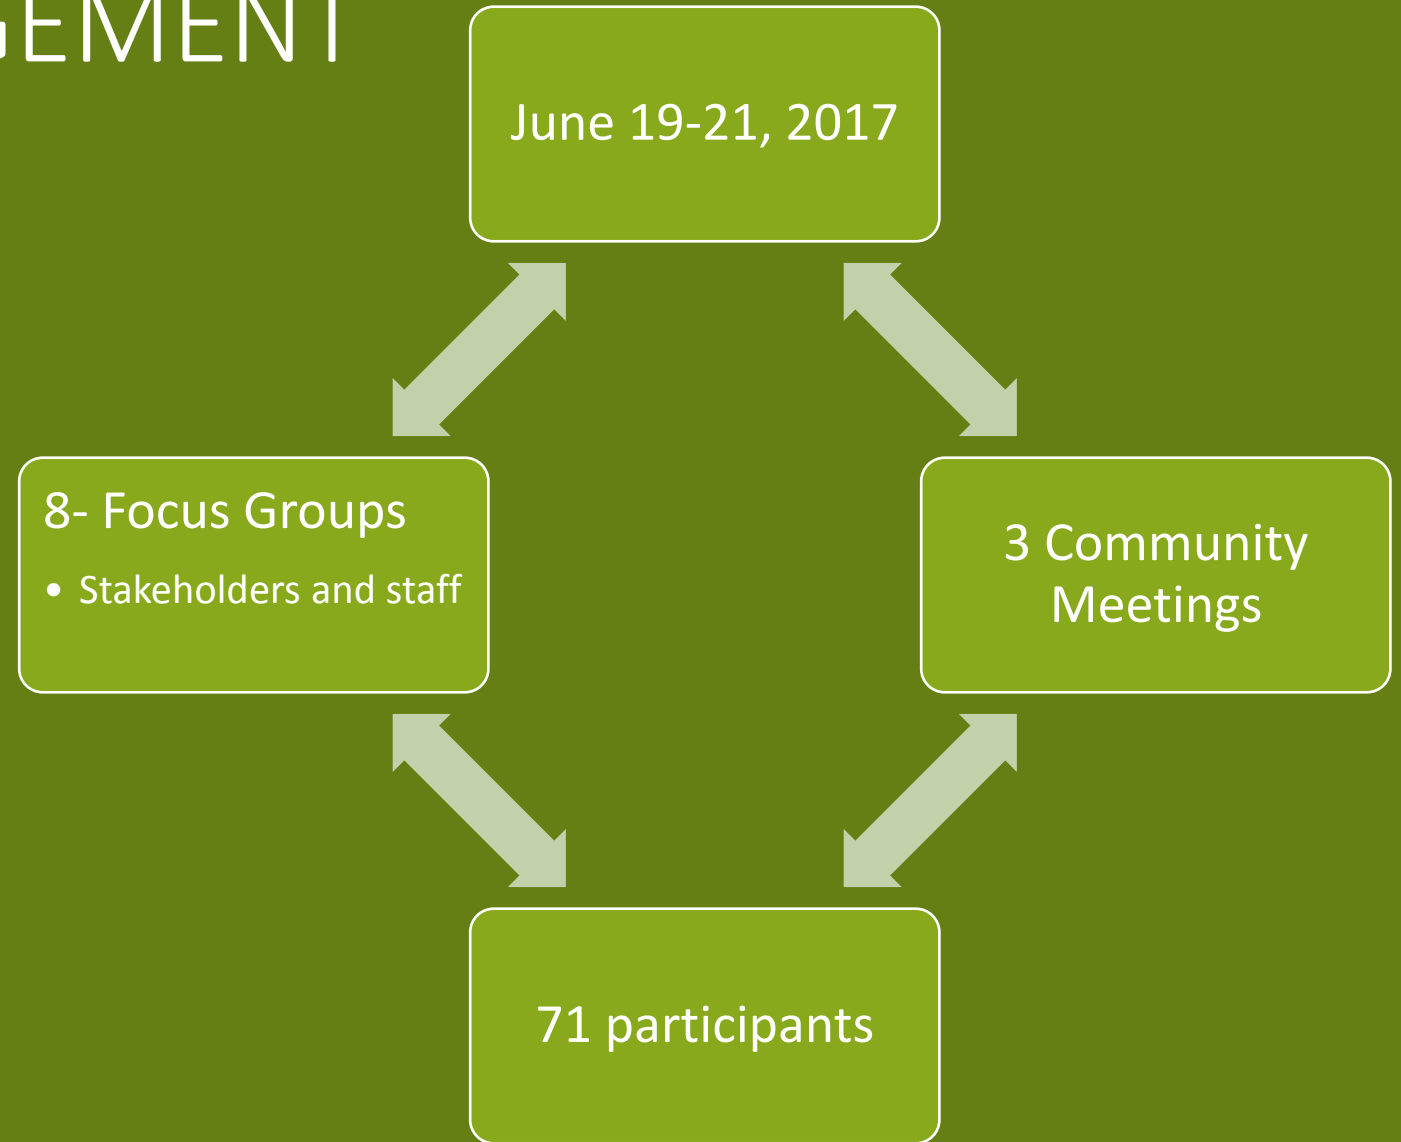 GEMENT
June 19-21, 2017
8- Focus Groups
• Stakeholders and staff
3 Community
Meetings
71 participants